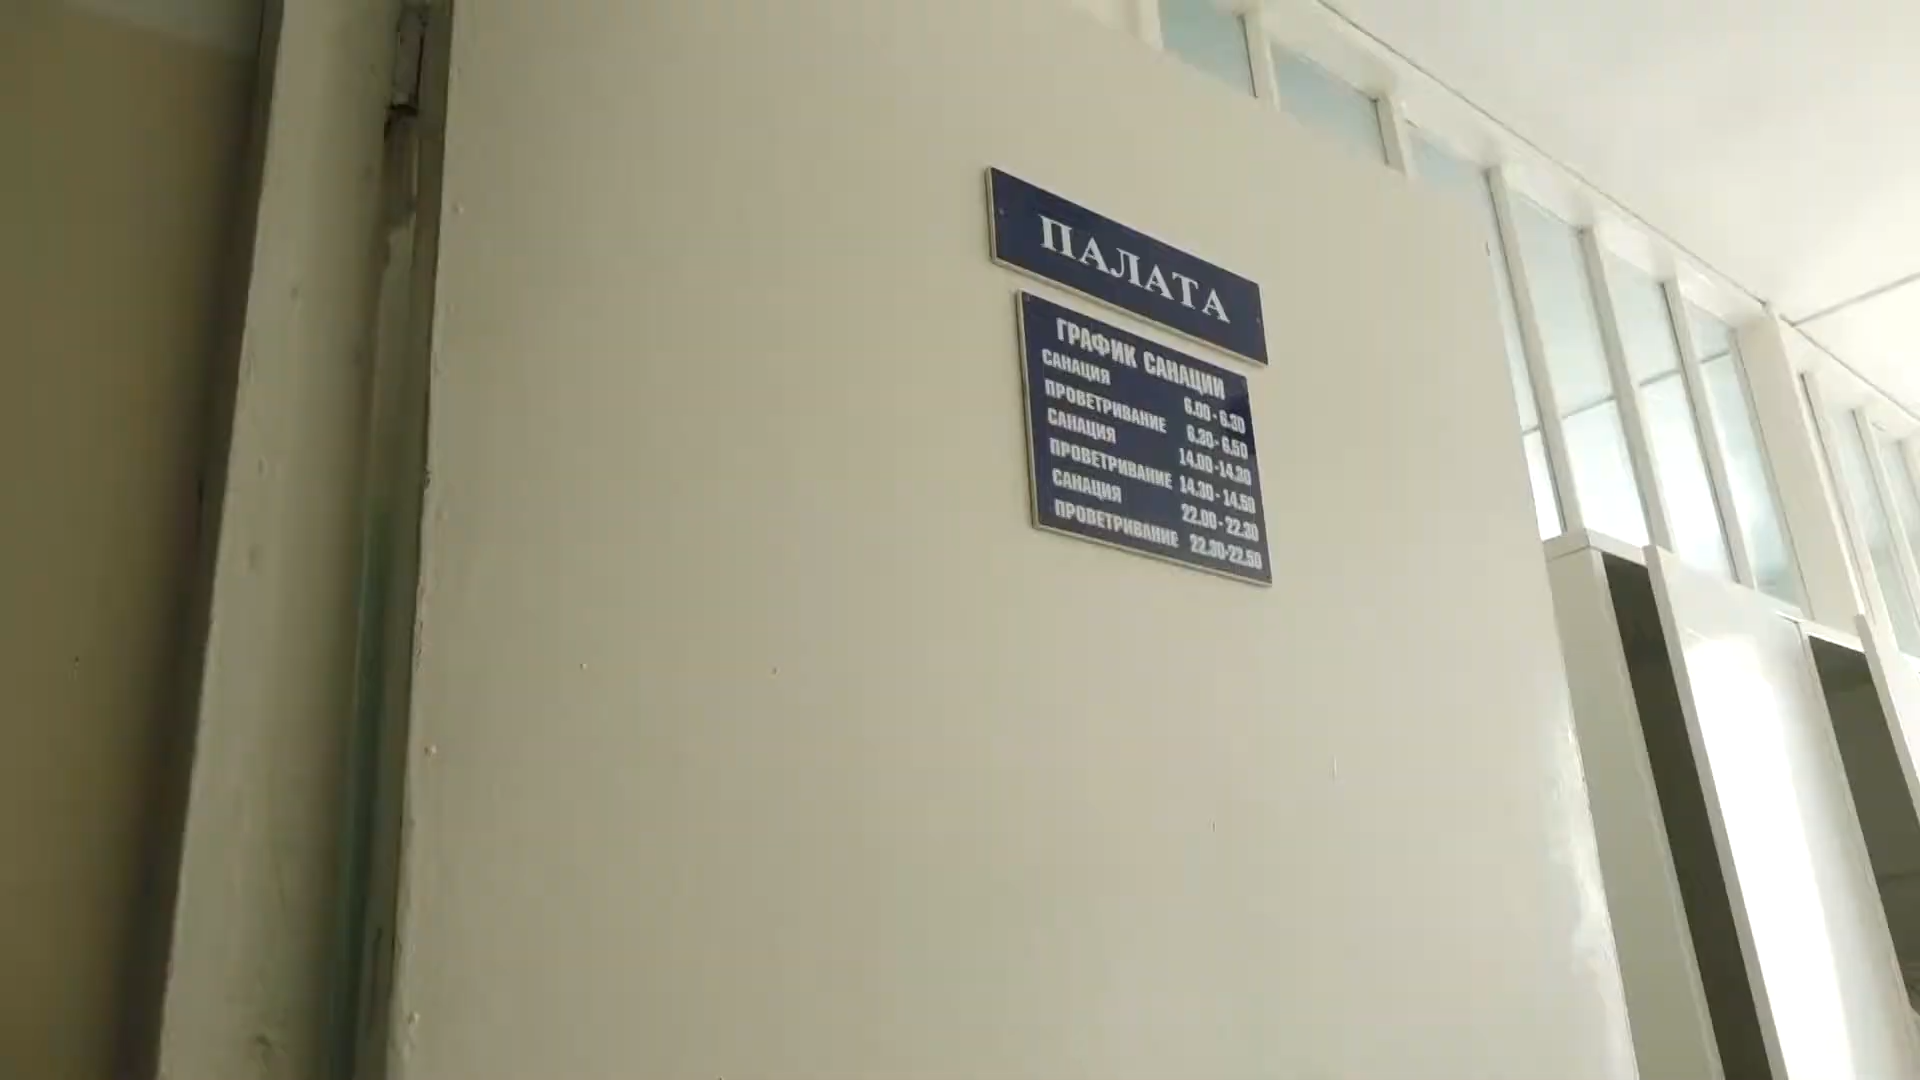 ПАЛАТА
ГРАФИК САНАЦИИ
САНАЦИЯ 6.00 - 6.30
ПРОВЕТРИВАНИЕ 6.30 - 6.50
САНАЦИЯ 14.00 - 14.30
ПРОВЕТРИВАНИЕ 14.30 - 14.50
САНАЦИЯ 22.00 - 22.30
ПРОВЕТРИВАНИЕ 22.30-22.50